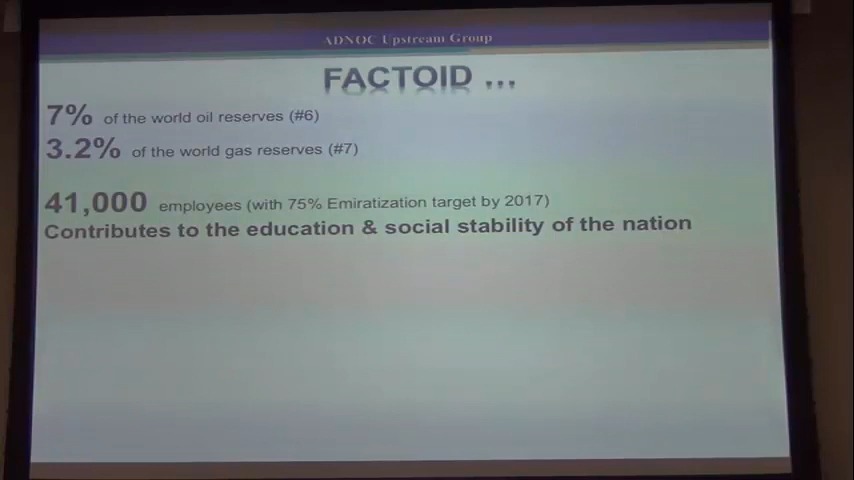 ADNOC Upstream Group
FACTOID ...
7% of the world oil reserves (#6)
3.2% of the world gas reserves (#7)
41,000 employees (with 75% Emiratization target by 2017)
Contributes to the education & social stability of the nation